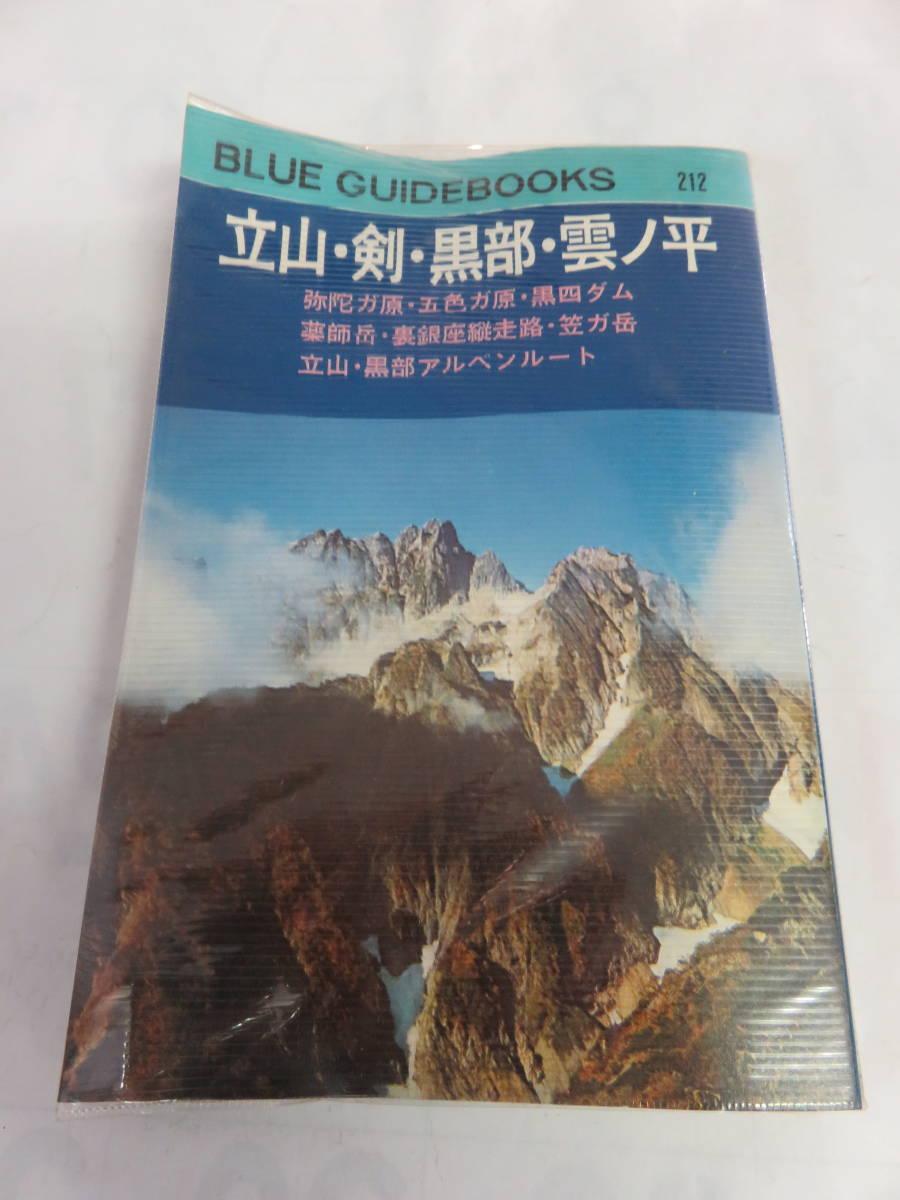 BLUE GUIDEBOOKS 212
立山・剣・黒部・雲ノ平
弥陀ガ原・五色ガ原・黒四ダム
薬師岳・裏銀座縦走路・笠ガ岳
立山・黒部アルペンルート